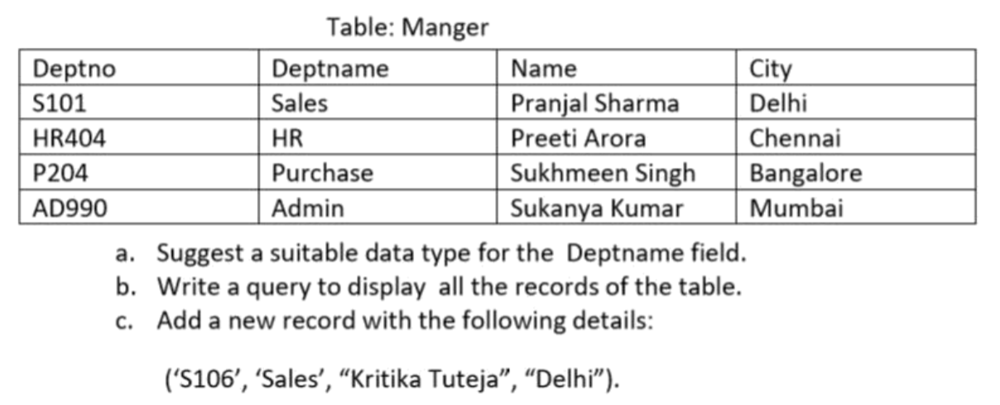 Table: Manger
Deptno Deptname Name City
S101 Sales Pranjal Sharma Delhi
HR404 HR Preeti Arora Chennai
P204 Purchase Sukhmeen Singh Bangalore
AD990 Admin Sukanya Kumar Mumbai
a. Suggest a suitable data type for the Deptname field.
b. Write a query to display all the records of the table.
c. Add a new record with the following details:
(‘S106’, ‘Sales’, “Kritika Tuteja”, “Delhi”).